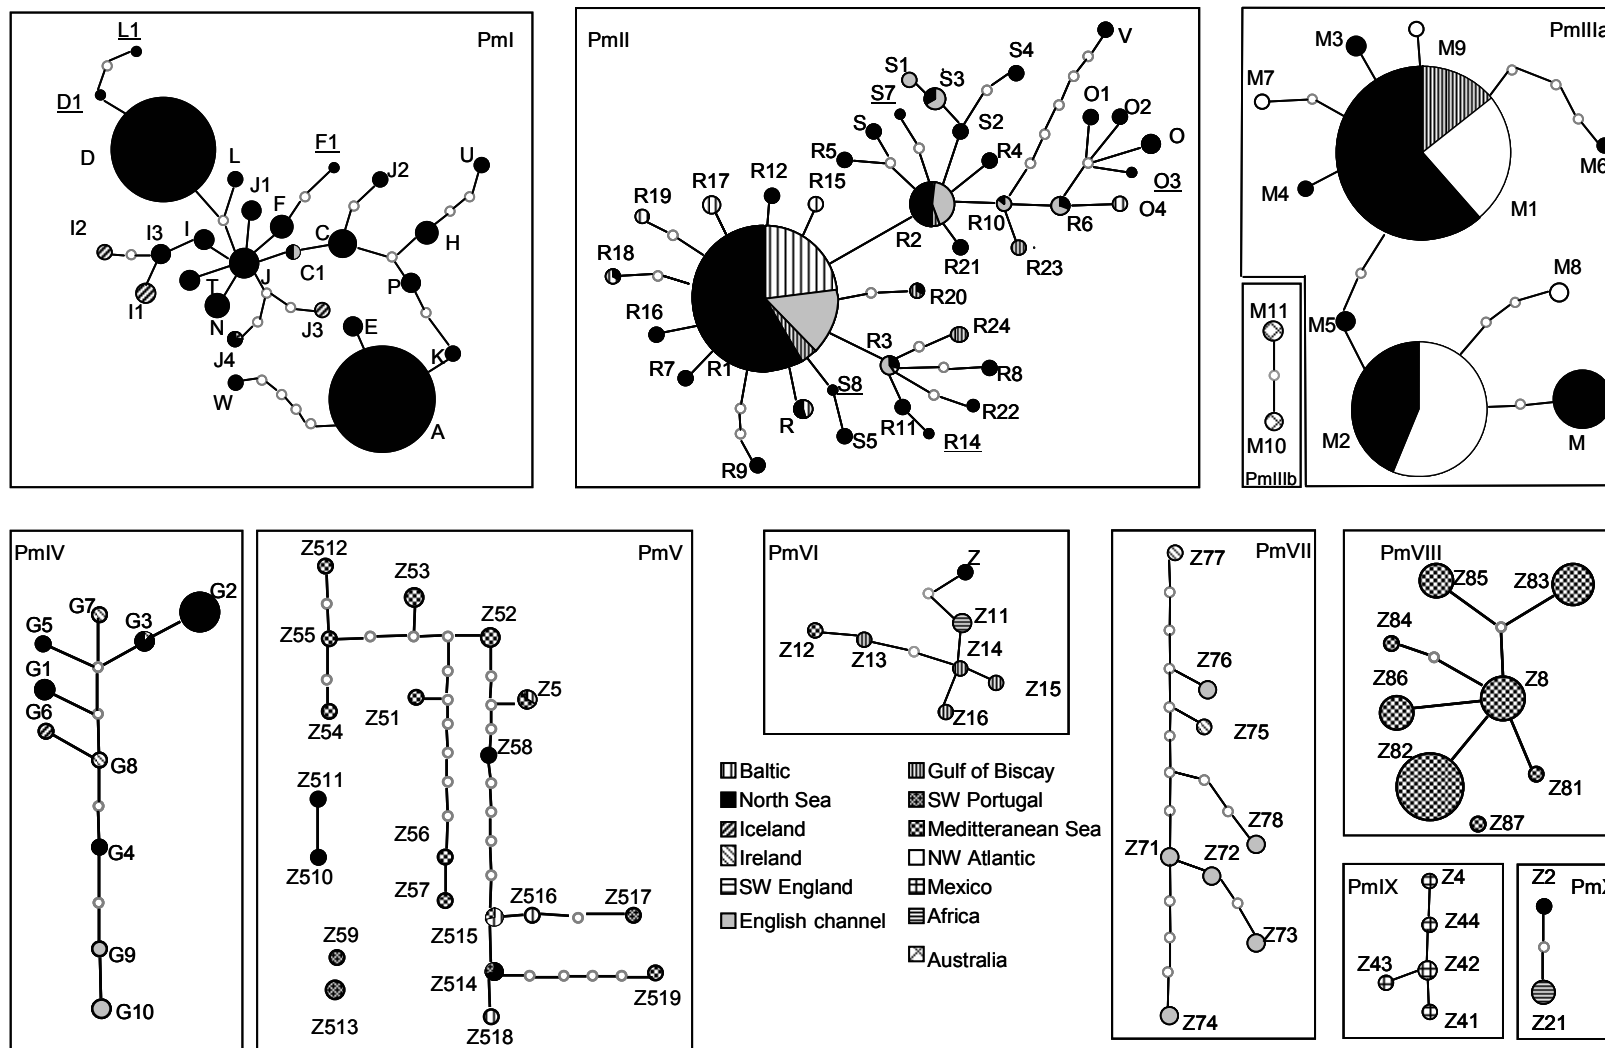 PmI
L1
D1
D
L
J1
F1
F
J2
U
I2
I3
I
C
H
C1
J
T
P
I1
N
J3
J4
E
K
W
A
PmII
V
S4
S1
S3
S7
S
S2
O1
O2
O
R5
R4
O3
R12
R17
R15
R19
R2
R10
R6
O4
R21
R23
R18
R20
R16
R24
R3
R7
R1
R8
S8
R22
R
R11
R14
S5
R9
PmIIIa
M3
M9
M7
M6
M4
M1
M8
M5
M2
M
M11
M10
PmIIIb
PmIV
G7
G2
G5
G3
G1
G6
G8
G4
G9
G10
PmV
Z512
Z53
Z52
Z55
Z5
Z51
Z54
Z58
Z511
Z56
Z510
Z57
Z516
Z517
Z515
Z59
Z514
Z519
Z513
Z518
PmVI
Z
Z11
Z12
Z13
Z14
Z15
Z16
Baltic
North Sea
Iceland
Ireland
SW England
English channel
Gulf of Biscay
SW Portugal
Meditteranean Sea
NW Atlantic
Mexico
Africa
Australia
PmVII
Z77
Z76
Z75
Z78
Z71
Z72
Z73
Z74
PmVIII
Z85
Z83
Z84
Z86
Z8
Z82
Z81
Z87
PmIX
Z4
Z44
Z43
Z42
Z41
PmX
Z2
Z21